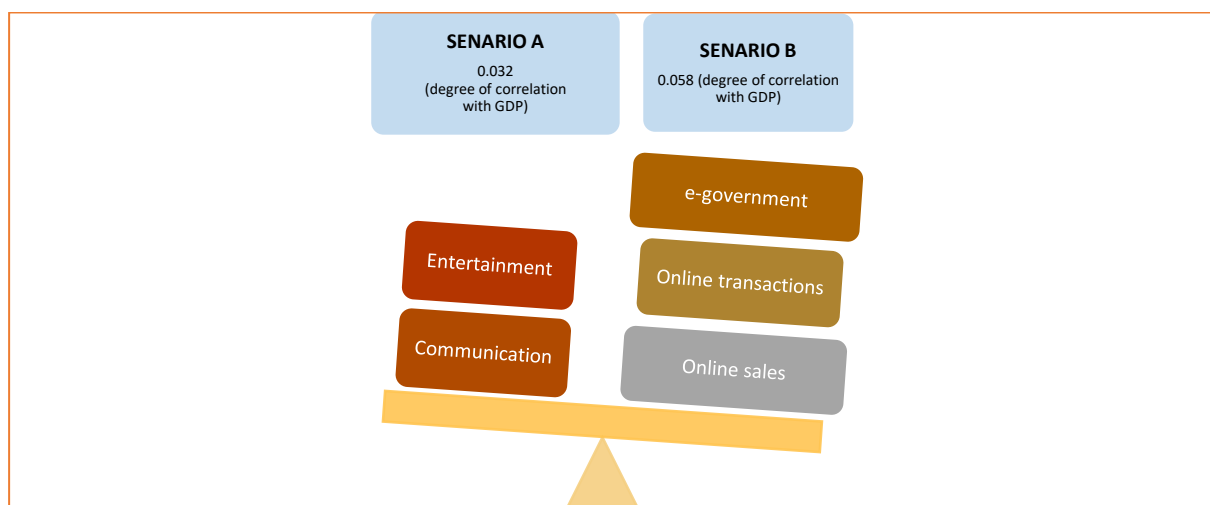 SENARIO A
0.032
(degree of correlation
with GDP)
SENARIO B
0.058 (degree of correlation
with GDP)
Entertainment
Communication
e-government
Online transactions
Online sales